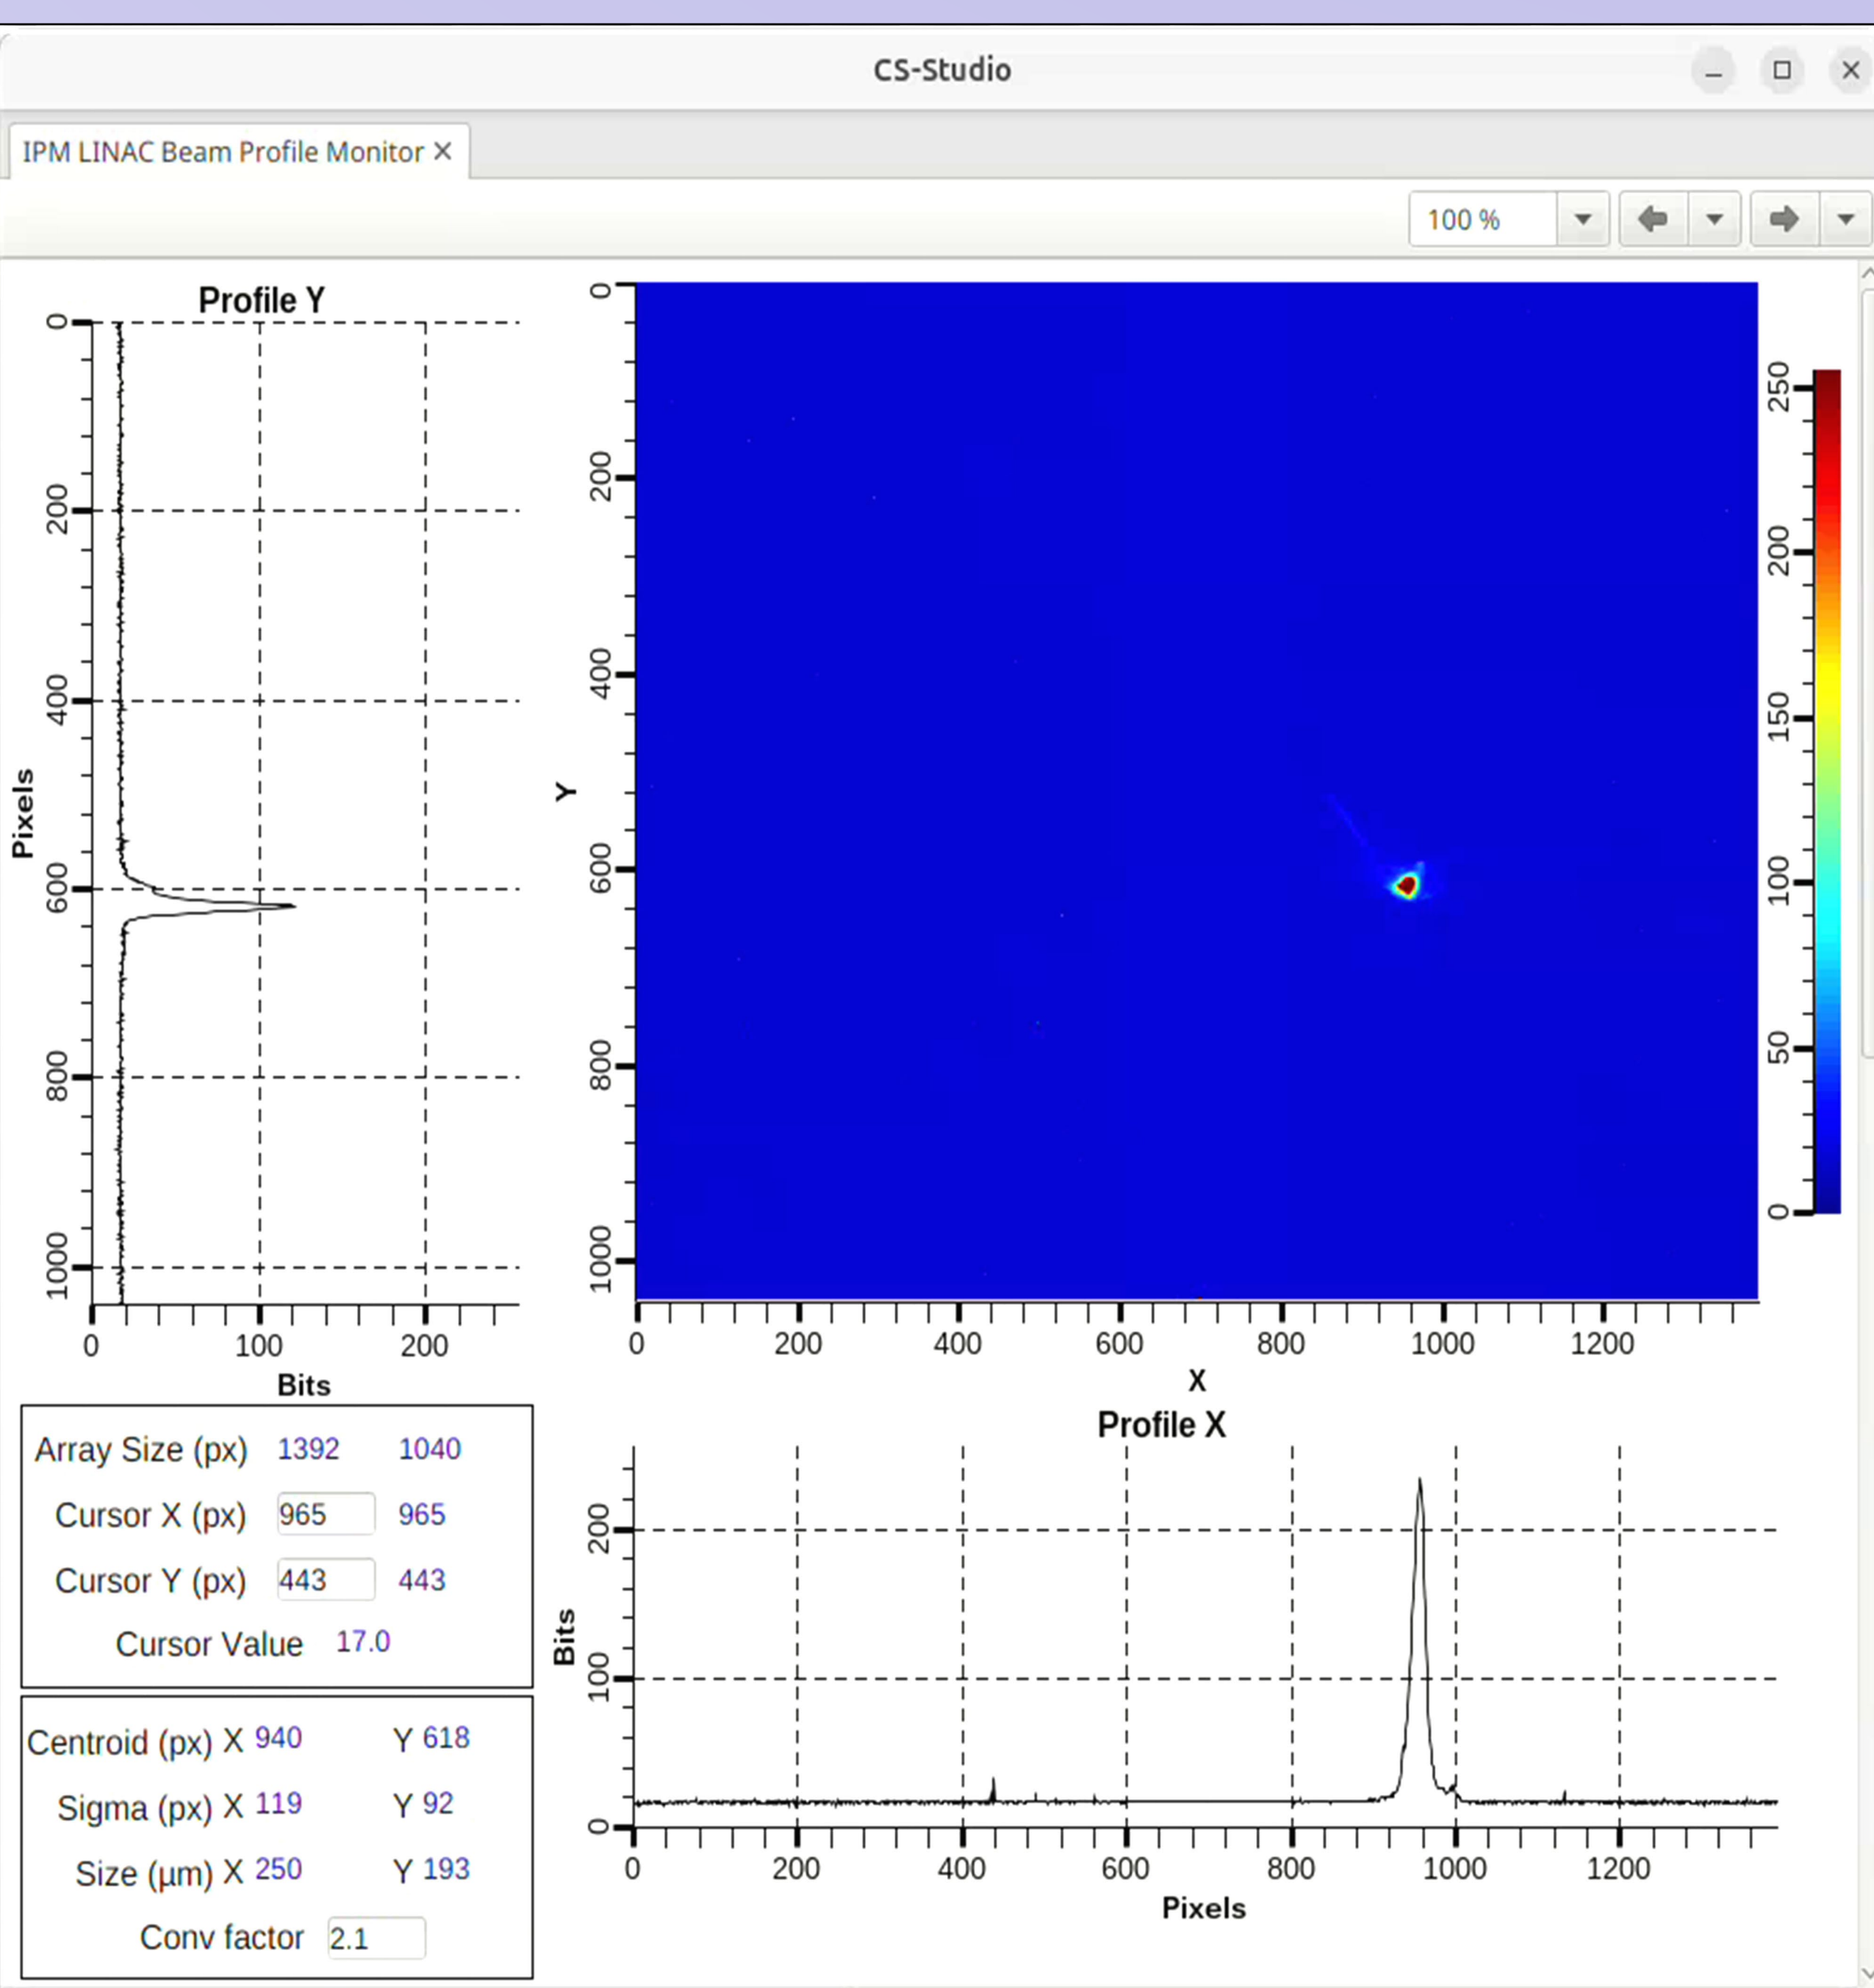 CS-Studio
IPM LINAC Beam Profile Monitor
100 %
Profile Y
0
200
400
600
800
1000
Pixels
0 100 200
Bits
0
200
400
600
800
1000
Y
0 200 400 600 800 1000 1200
X
250
200
150
100
50
0
Array Size (px) 1392 1040
Cursor X (px) 965 965
Cursor Y (px) 443 443
Cursor Value 17.0
Centroid (px) X 940 Y 618
Sigma (px) X 119 Y 92
Size (µm) X 250 Y 193
Conv factor 2.1
Profile X
200
100
0
Bits
0 200 400 600 800 1000 1200
Pixels